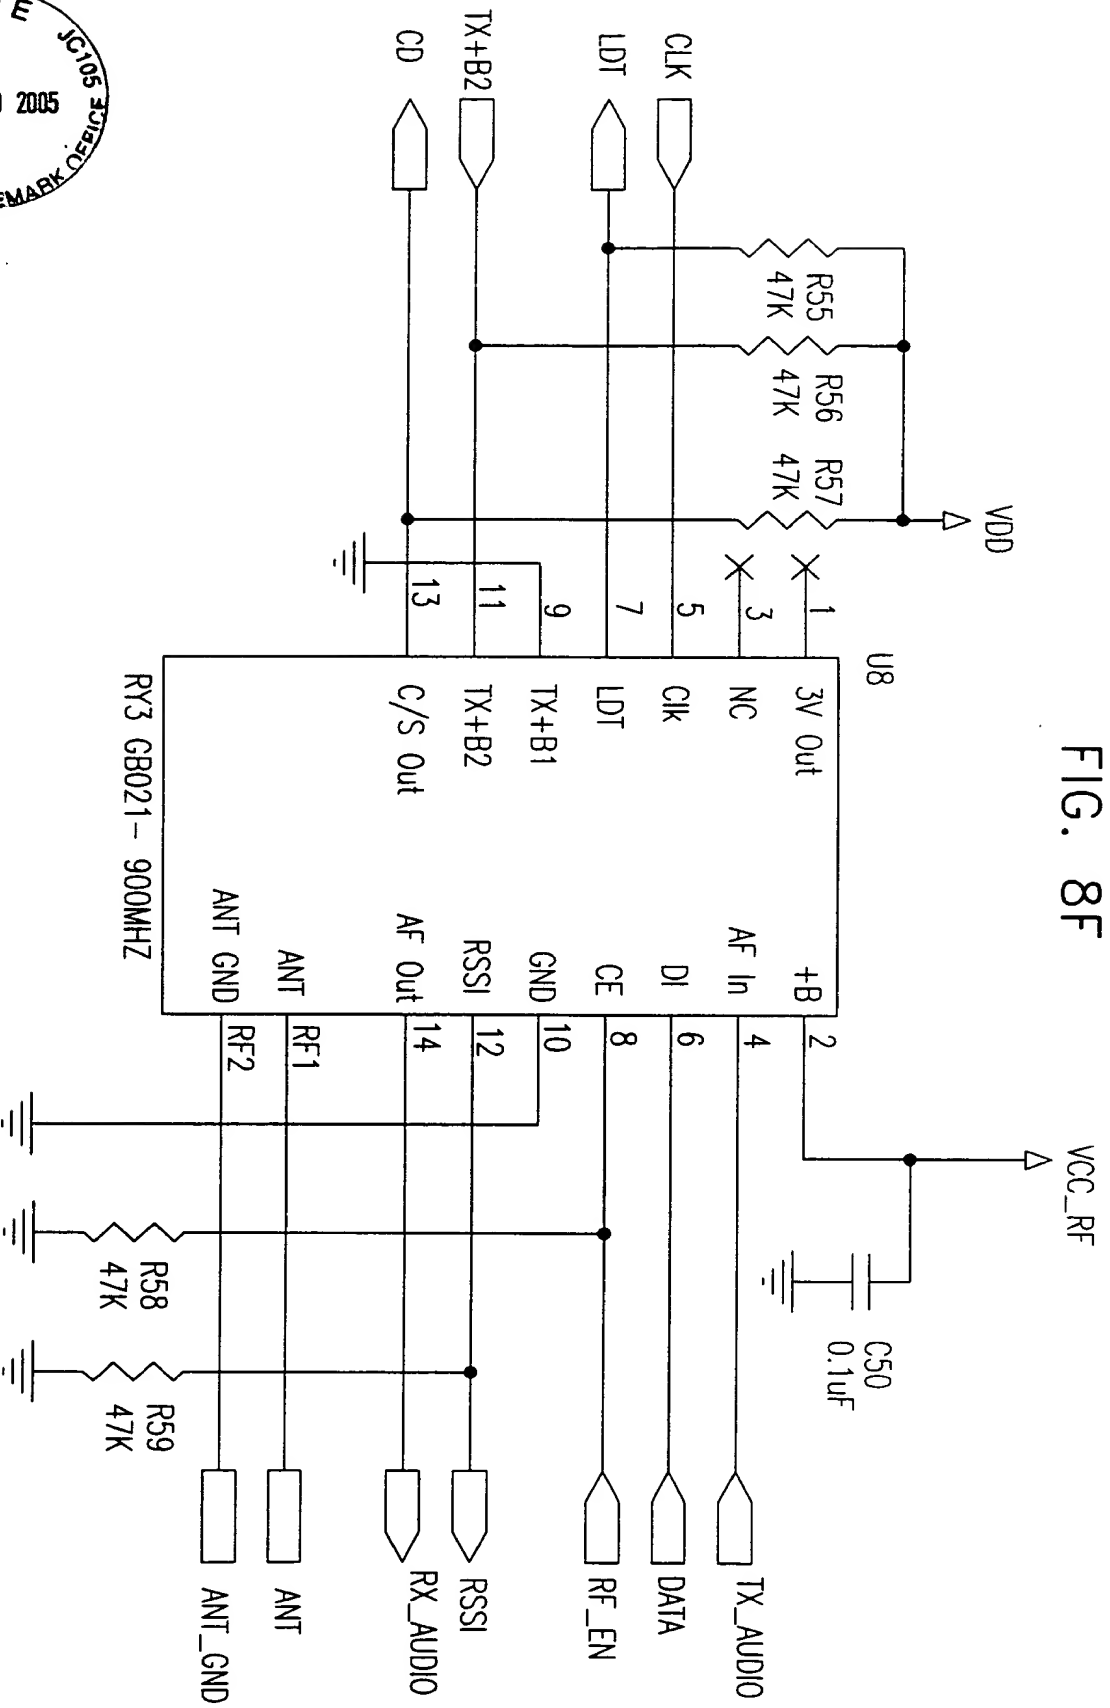 FIG. 8F
CLK
LDT
TX+B2
CD
R55
47K
R56
47K
R57
47K
VDD
1
3
5
7
9
11
13
U8
3V Out
NC
Clk
LDT
TX+B1
TX+B2
C/S Out
RY3 GB021- 900MHZ
+B
AF In
DI
CE
GND
RSSI
AF Out
ANT
ANT GND
2
4
6
8
10
12
14
RF1
RF2
VCC_RF
C50
0.1uF
R58
47K
R59
47K
TX_AUDIO
DATA
RF_EN
RSSI
RX_AUDIO
ANT
ANT_GND
E
JC105
2005
EMARK OFFICE